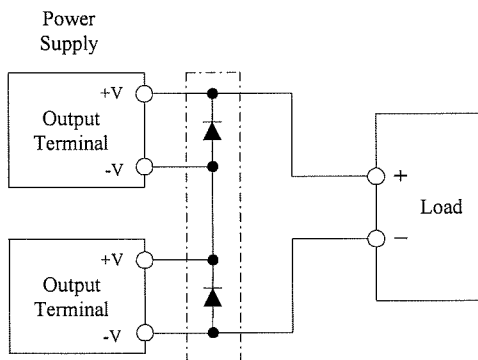 Power
Supply
+V
Output
Terminal
-V
+
Load
−
+V
Output
Terminal
-V